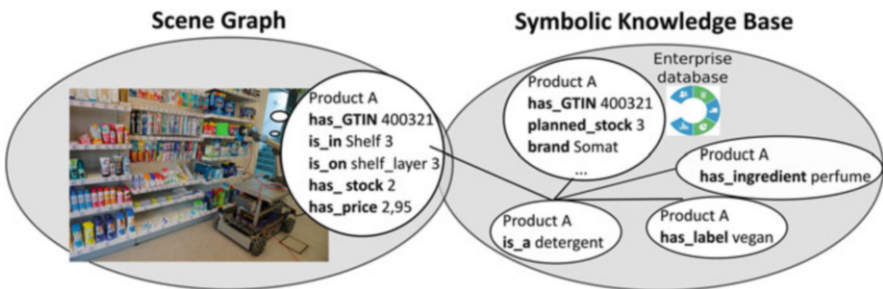 Scene Graph
Symbolic Knowledge Base
Product A
has_GTIN 400321
is_in Shelf 3
is_on shelf_layer 3
has_ stock 2
has_price 2,95
Product A
has_GTIN 400321
planned_stock 3
brand Somat
...
Enterprise
database
Product A
has_ingredient perfume
Product A
is_a detergent
Product A
has_label vegan